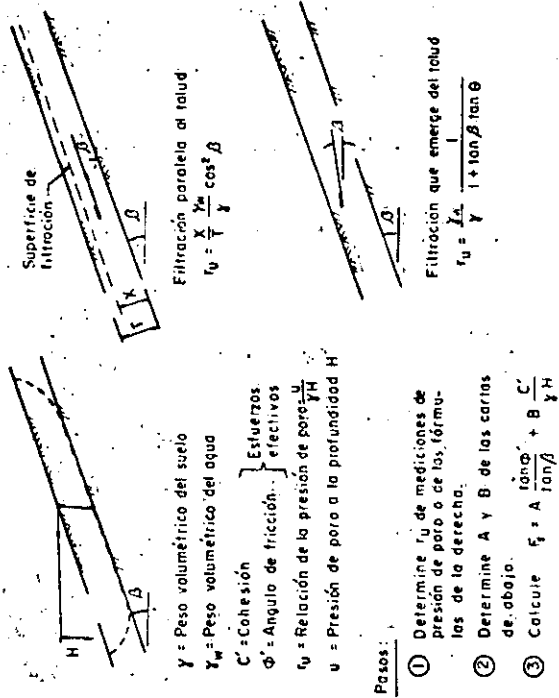 H
β
γ = Peso volumétrico del suelo
γw = Peso volumétrico del agua
C' = Cohesión
Φ' = Angulo de fricción
Esfuerzos efectivos
ru = Relación de la presión de poro = u / γH
u = Presión de poro a la profundidad H
Pasos:
① Determine ru de mediciones de
presión de poro o de las fórmu-
las de la derecha.
② Determine A y B de las cartas
de abajo.
③ Calcule Fs = A tanΦ' / tanβ + B C' / γH
Superficie de
filtración
T
X
β
β
Filtración paralela al talud
ru = X/T γw/γ cos² β
β
Filtración que emerge del talud
ru = γw/γ 1 / 1 + tan β tan θ